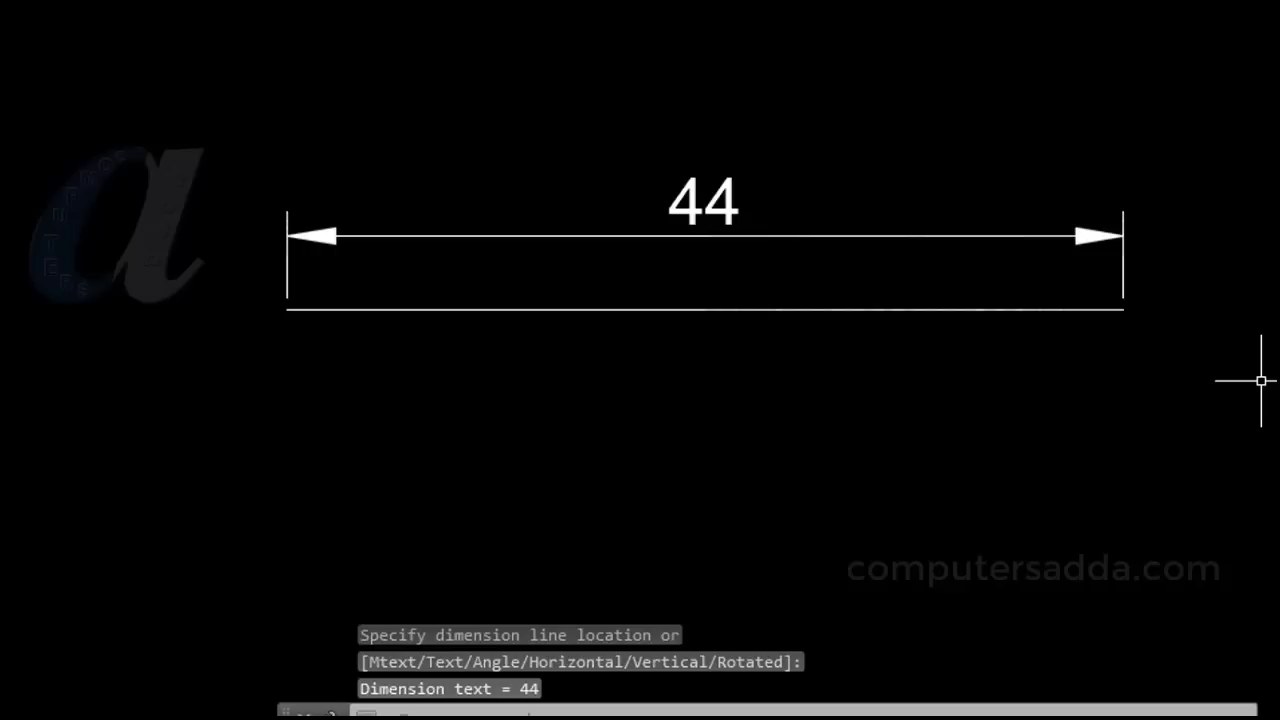 44
computersadda.com
Specify dimension line location or
[Mtext/Text/Angle/Horizontal/Vertical/Rotated]:
Dimension text = 44